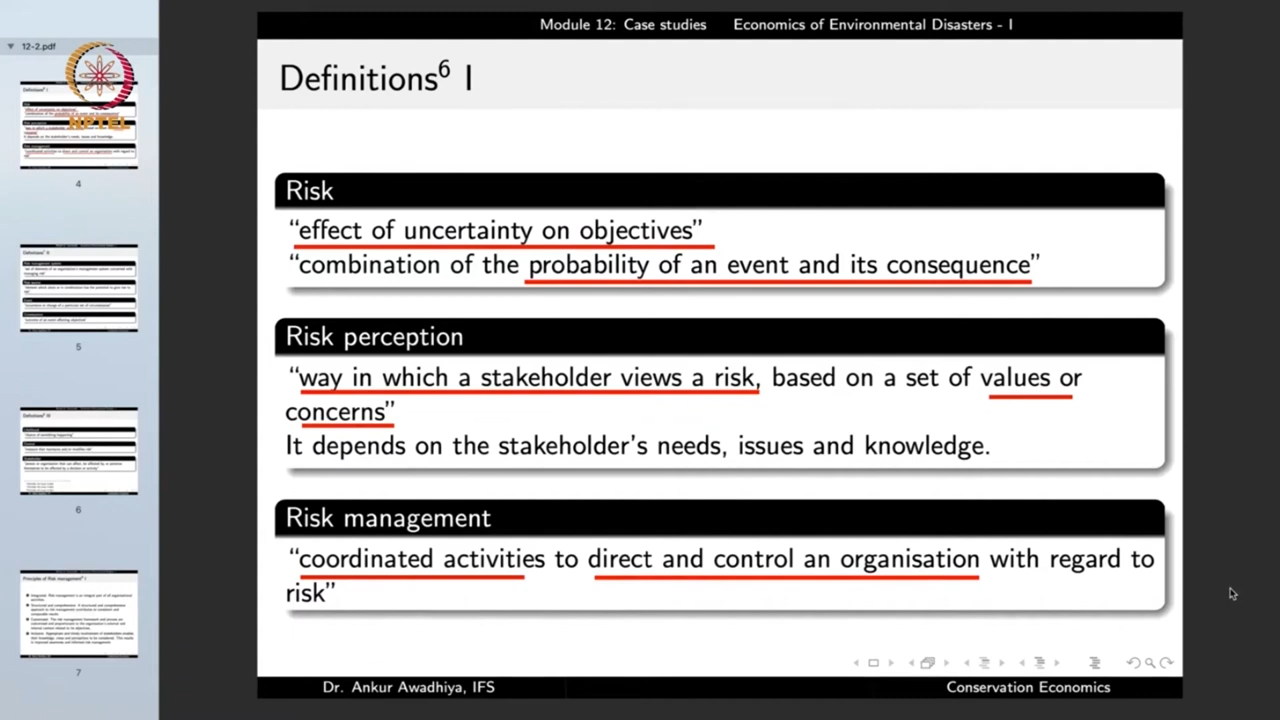 Module 12: Case studies Economics of Environmental Disasters - I
12-2.pdf
NPTEL
4
5
6
7
Definitions6 I
Risk
“effect of uncertainty on objectives”
“combination of the probability of an event and its consequence”
Risk perception
“way in which a stakeholder views a risk, based on a set of values or
concerns”
It depends on the stakeholder’s needs, issues and knowledge.
Risk management
“coordinated activities to direct and control an organisation with regard to
risk”
Dr. Ankur Awadhiya, IFS Conservation Economics